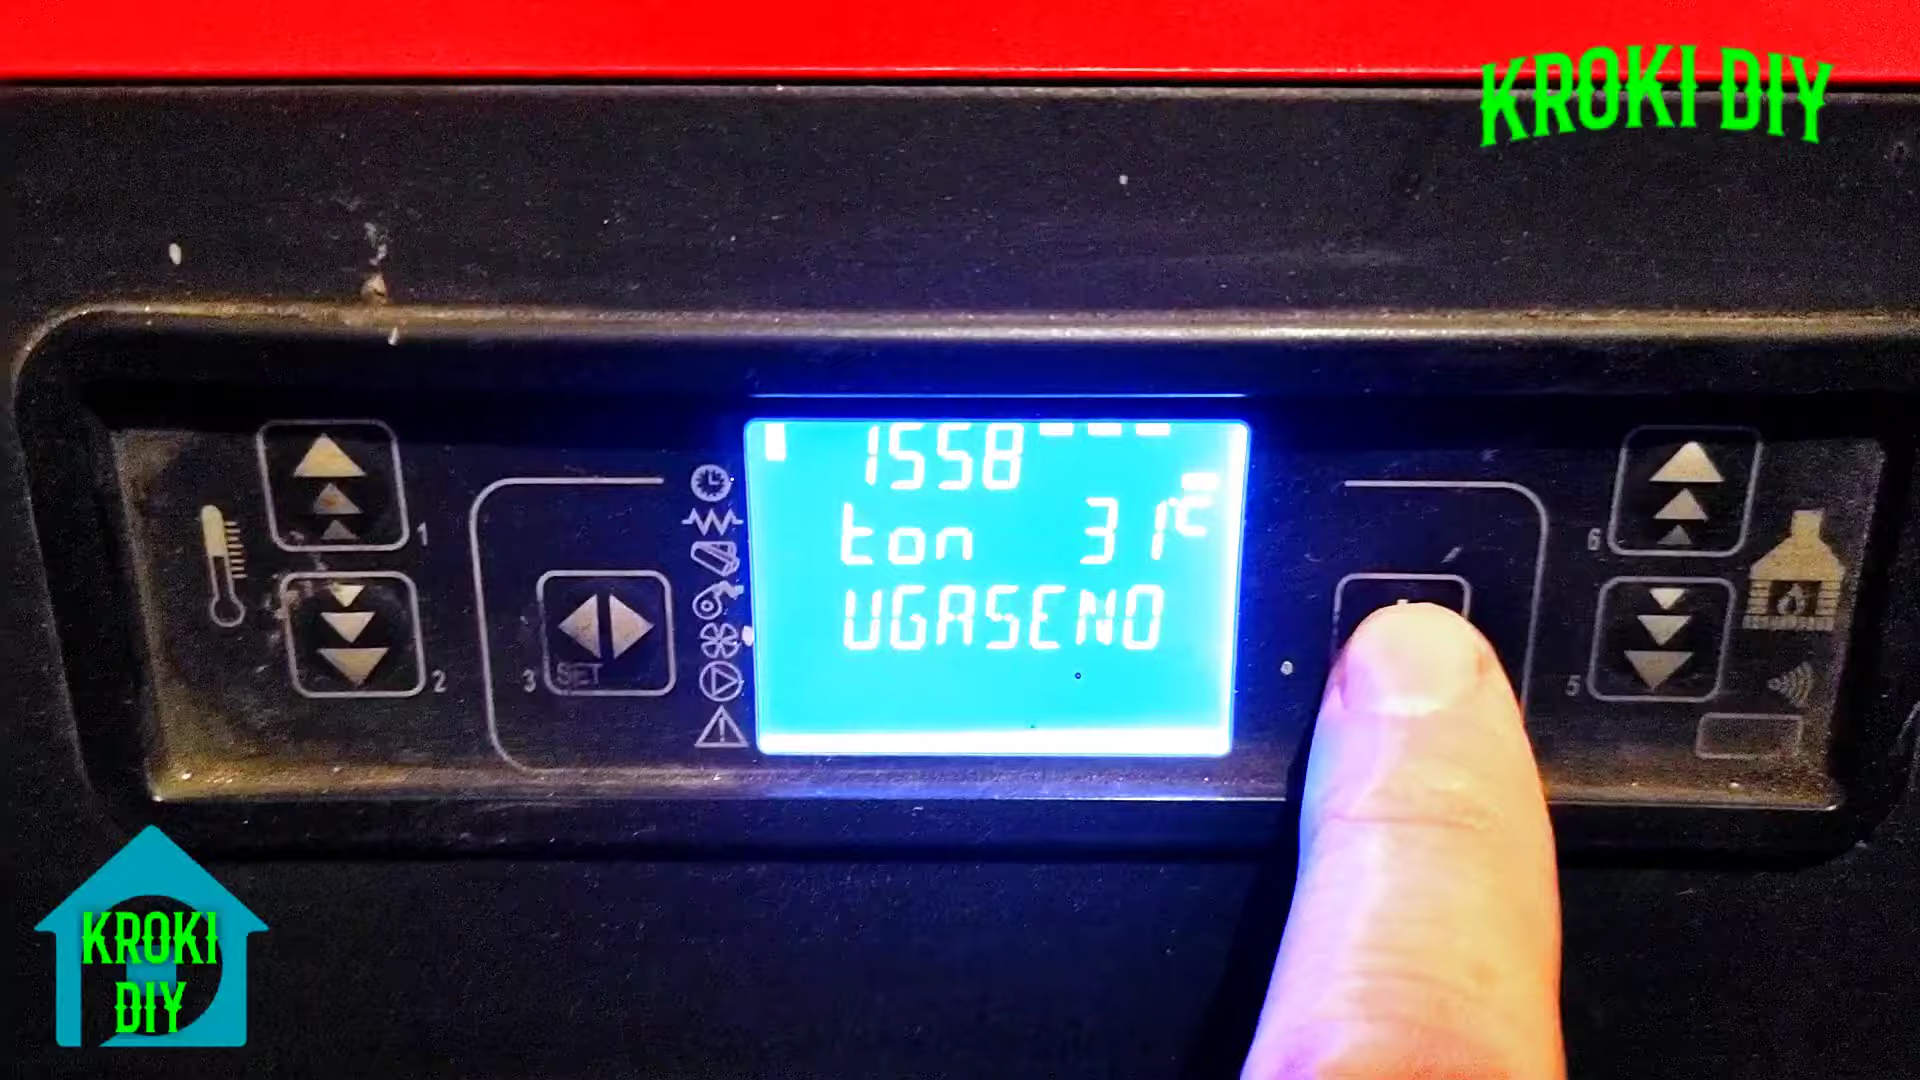 KROKI DIY
1558
ton 31°C
UGASENO
1
2
3 SET
6
5
KROKI
DIY